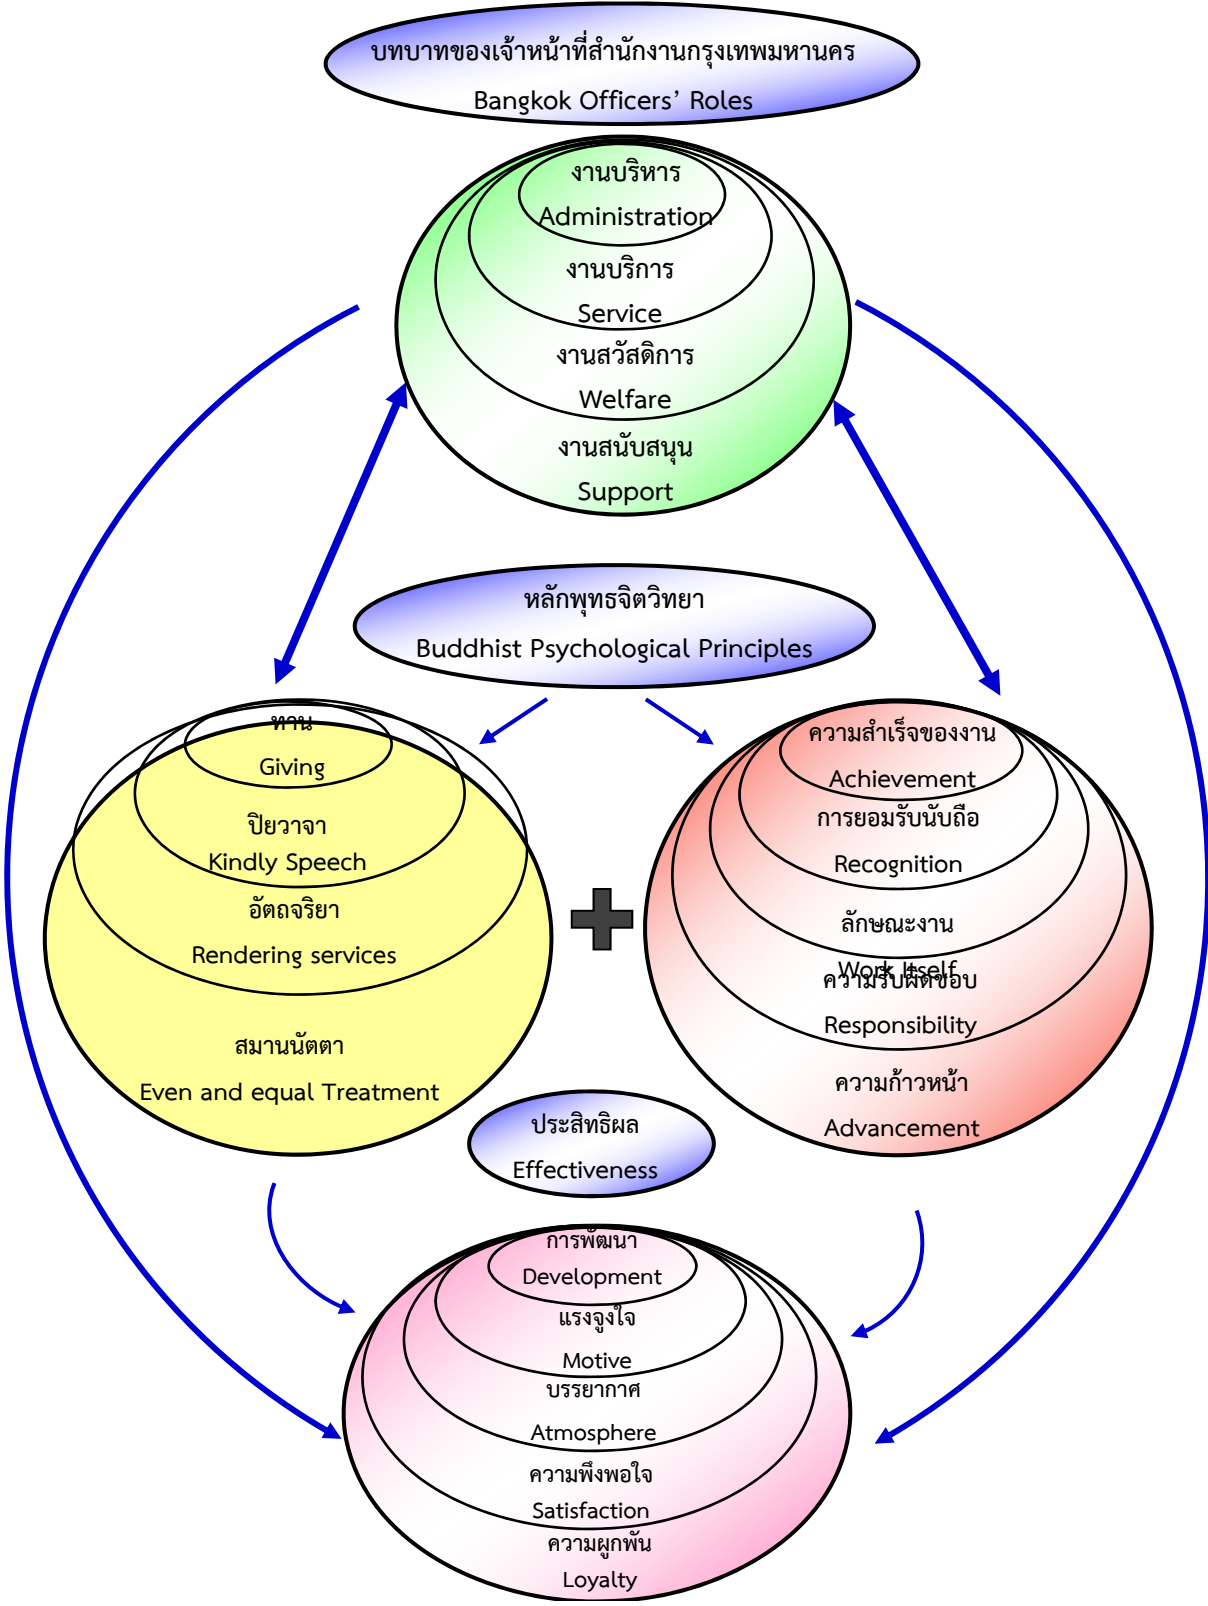 บทบาทของเจ้าหน้าที่สำนักงานกรุงเทพมหานคร
Bangkok Officers’ Roles
งานบริหาร
Administration
งานบริการ
Service
งานสวัสดิการ
Welfare
งานสนับสนุน
Support
หลักพุทธจิตวิทยา
Buddhist Psychological Principles
ทาน
Giving
ปิยวาจา
Kindly Speech
อัตถจริยา
Rendering services
สมานนัตตา
Even and equal Treatment
ความสำเร็จของงาน
Achievement
การยอมรับนับถือ
Recognition
ลักษณะงาน
Work Itself
ความรับผิดชอบ
Responsibility
ความก้าวหน้า
Advancement
ประสิทธิผล
Effectiveness
การพัฒนา
Development
แรงจูงใจ
Motive
บรรยากาศ
Atmosphere
ความพึงพอใจ
Satisfaction
ความผูกพัน
Loyalty